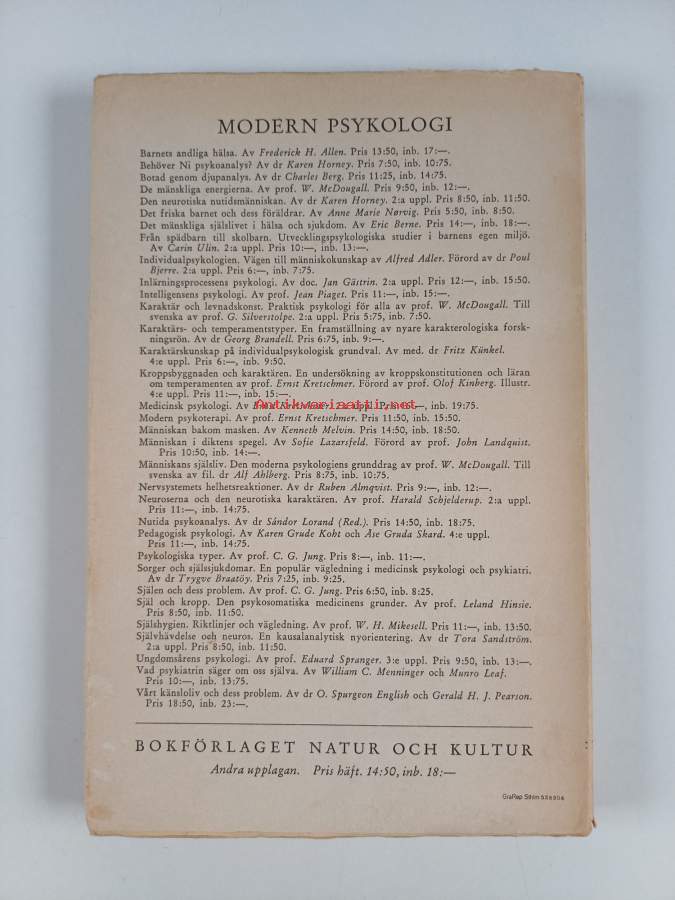 MODERN PSYKOLOGI
Barnets andliga hälsa. Av Frederick H. Allen. Pris 13:50, inb. 17:—.
Behöver Ni psykoanalys? Av dr Karen Horney. Pris 7:50, inb. 10:75.
Botad genom djupanalys. Av dr Charles Berg. Pris 11:25, inb. 14:75.
De mänskliga energierna. Av prof. W. McDougall. Pris 9:50, inb. 12:—.
Den neurotiska nutidsmänniskan. Av dr Karen Horney. 2:a uppl. Pris 8:50, inb. 11:50.
Det friska barnet och dess föräldrar. Av Anne Marie Nørvig. Pris 5:50, inb. 8:50.
Det mänskliga själslivet i hälsa och sjukdom. Av Eric Berne. Pris 14:—, inb. 18:—.
Från spädbarn till skolbarn. Utvecklingspsykologiska studier i barnens egen miljö.
Av Carin Ulin. 2:a uppl. Pris 10:—, inb. 13:—.
Individualpsykologien. Vägen till människokunskap av Alfred Adler. Förord av dr Poul
Bjerre. 2:a uppl. Pris 6:—, inb. 7:75.
Inlärningsprocessens psykologi. Av doc. Jan Gästrin. 2:a uppl. Pris 12:—, inb. 15:50.
Intelligensens psykologi. Av prof. Jean Piaget. Pris 11:—, inb. 15:—.
Karaktär och levnadskonst. Praktisk psykologi för alla av prof. W. McDougall. Till
svenska av prof. G. Silverstolpe. 2:a uppl. Pris 5:75, inb. 7:50.
Karaktärs- och temperamentstyper. En framställning av nyare karakterologiska forsk-
ningsrön. Av dr Georg Brandell. Pris 6:75, inb. 9:—.
Karaktärskunskap på individualpsykologisk grundval. Av med. dr Fritz Künkel.
4:e uppl. Pris 6:—, inb. 9:50.
Kroppsbyggnaden och karaktären. En undersökning av kroppskonstitutionen och läran
om temperamenten av prof. Ernst Kretschmer. Förord av prof. Olof Kinberg. Illustr.
4:e uppl. Pris 11:—, inb. 15:—.
Medicinsk psykologi. Av 2:a uppl. Pris inb. 19:75.
Antikvariaatti.net
Modern psykoterapi. Av prof. Ernst Kretschmer. Pris 11:50, inb. 15:50.
Människan bakom masken. Av Kenneth Melvin. Pris 14:50, inb. 18:50.
Människan i diktens spegel. Av Sofie Lazarsfeld. Förord av prof. John Landquist.
Pris 10:50, inb. 14:—.
Människans själsliv. Den moderna psykologiens grunddrag av prof. W. McDougall. Till
svenska av fil. dr Alf Ahlberg. Pris 8:75, inb. 10:75.
Nervsystemets helhetsreaktioner. Av dr Ruben Almqvist. Pris 9:—, inb. 12:—.
Neuroserna och den neurotiska karaktären. Av prof. Harald Schjelderup. 2:a uppl.
Pris 11:—, inb. 14:75.
Nutida psykoanalys. Av dr Sándor Lorand (Red.). Pris 14:50, inb. 18:75.
Pedagogisk psykologi. Av Karen Grude Koht och Åse Gruda Skard. 4:e uppl.
Pris 11:—, inb. 14:75.
Psykologiska typer. Av prof. C. G. Jung. Pris 8:—, inb. 11:—.
Sorger och själssjukdomar. En populär vägledning i medicinsk psykologi och psykiatri.
Av dr Trygve Braatöy. Pris 7:25, inb. 9:25.
Själen och dess problem. Av prof. C. G. Jung. Pris 6:50, inb. 8:25.
Själ och kropp. Den psykosomatiska medicinens grunder. Av prof. Leland Hinsie.
Pris 8:50, inb. 11:50.
Själshygien. Riktlinjer och vägledning. Av prof. W. H. Mikesell. Pris 11:—, inb. 13:50.
Självhävdelse och neuros. En kausalanalytisk nyorientering. Av dr Tora Sandström.
2:a uppl. Pris 8:50, inb. 11:50.
Ungdomsårens psykologi. Av prof. Eduard Spranger. 3:e uppl. Pris 9:50, inb. 13:—.
Vad psykiatrin säger om oss själva. Av William C. Menninger och Munro Leaf.
Pris 10:—, inb. 13:75.
Vårt känsloliv och dess problem. Av dr O. Spurgeon English och Gerald H. J. Pearson.
Pris 18:50, inb. 23:—.
BOKFÖRLAGET NATUR OCH KULTUR
Andra upplagan. Pris häft. 14:50, inb. 18:—